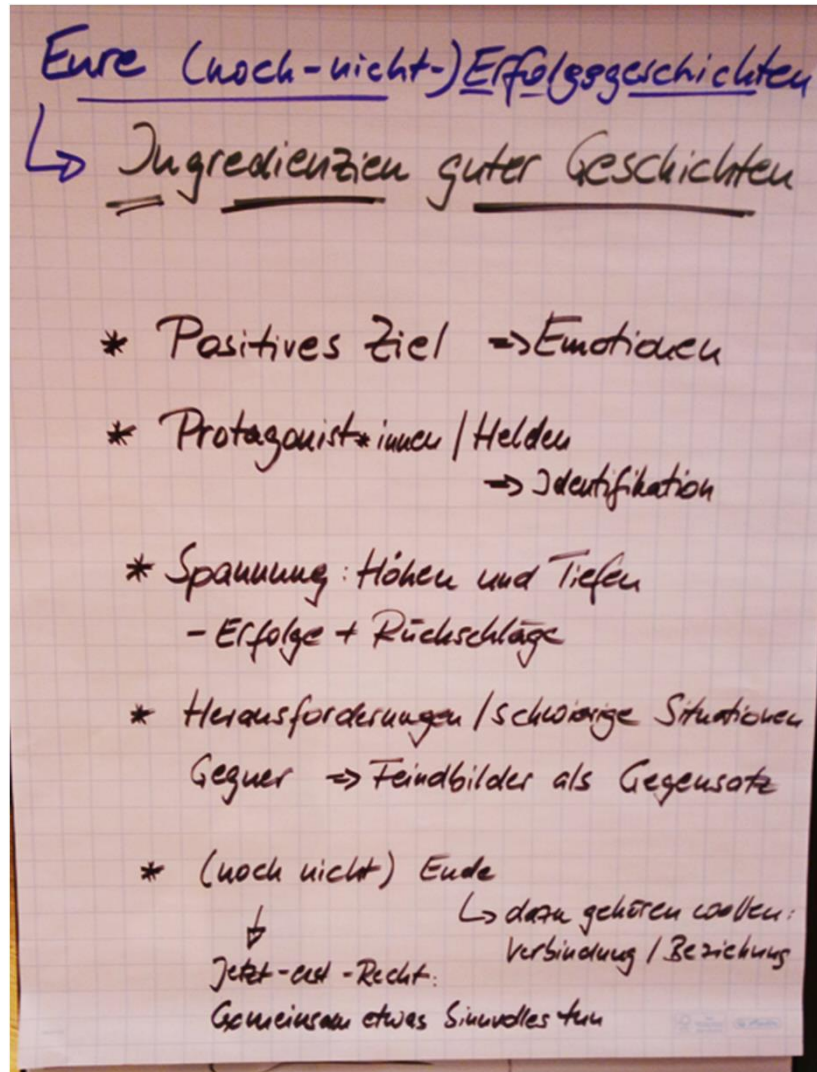 Eure (noch-nicht-) Erfolgsgeschichten
↳ Ingredienzien guter Geschichten
* Positives Ziel => Emotionen
* Protagonist*innen / Helden
=> Identifikation
* Spannung: Höhen und Tiefen
- Erfolge + Rückschläge
* Herausforderungen / schwierige Situationen
Gegner => Feindbilder als Gegensatz
* (noch nicht) Ende
↳ dazu gehören wollen:
Verbindung / Beziehung
Jetzt-erst-Recht:
Gemeinsam etwas Sinnvolles tun